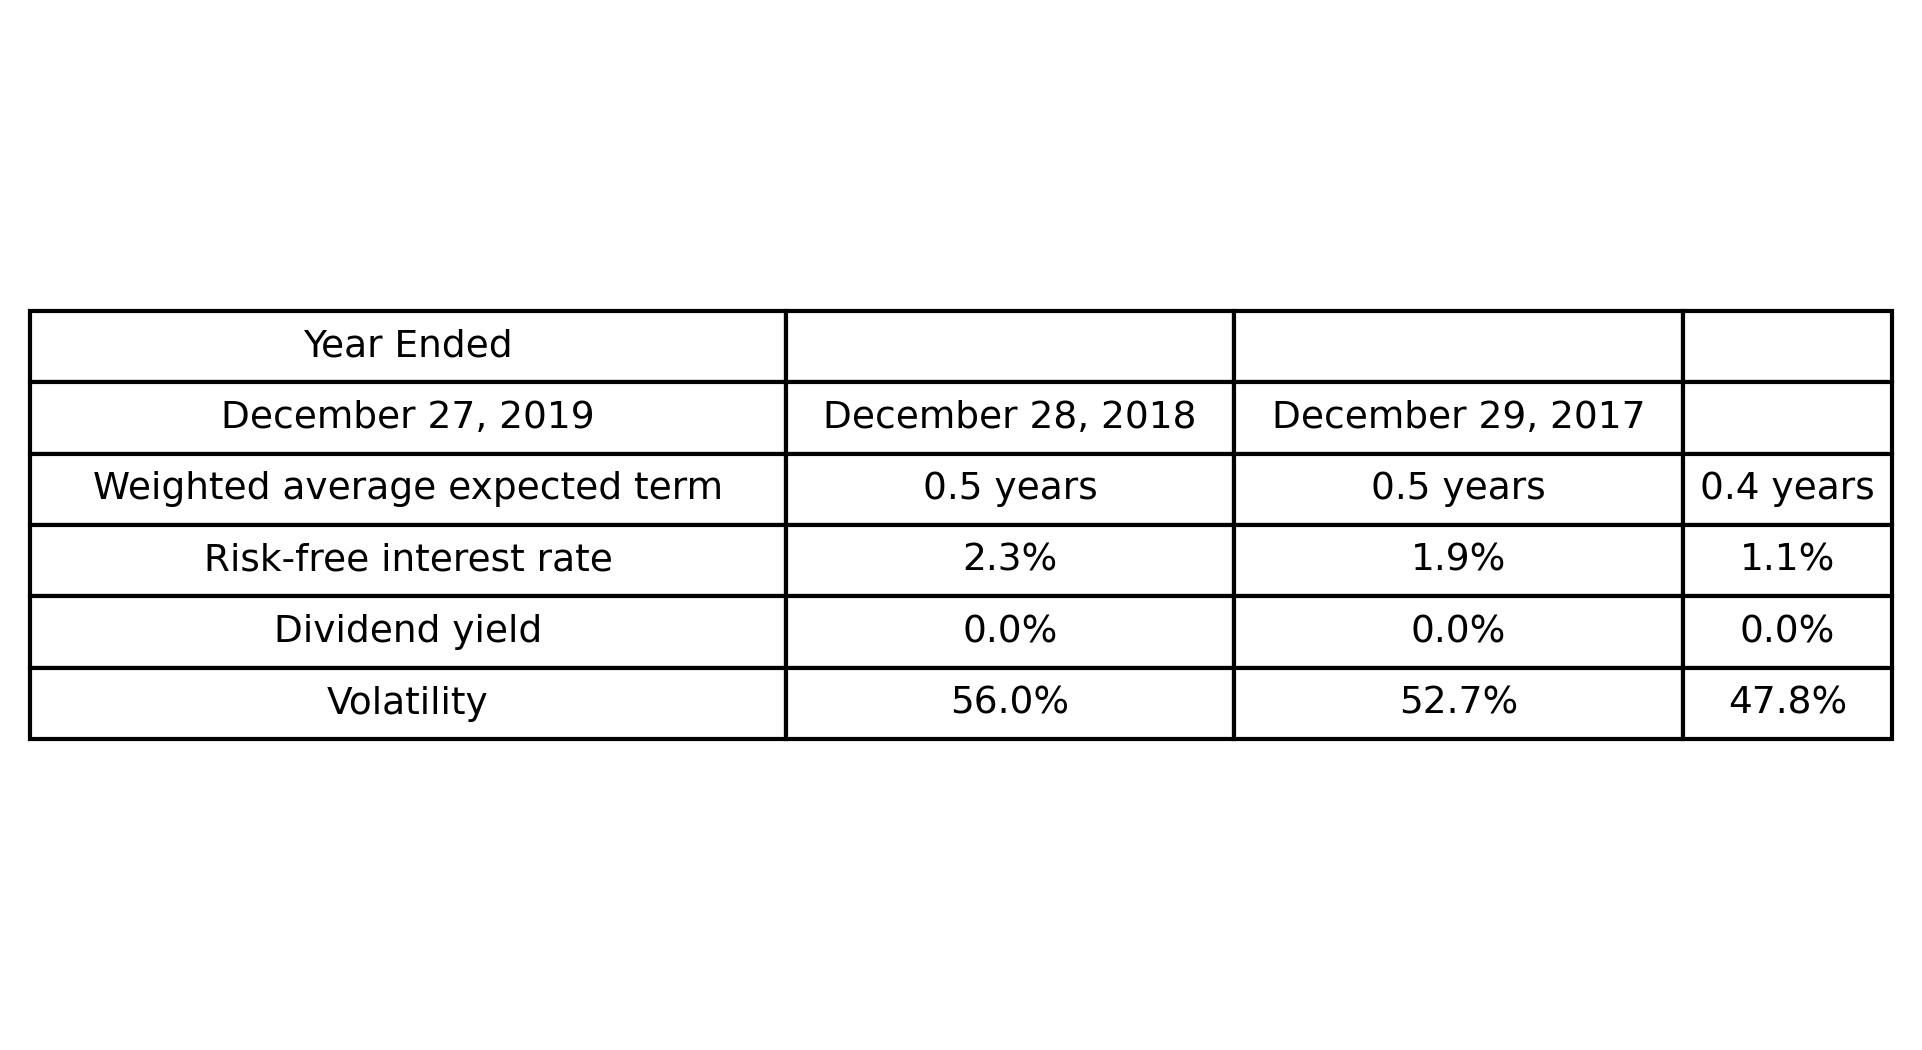 Year Ended
December 27, 2019 December 28, 2018 December 29, 2017
Weighted average expected term 0.5 years 0.5 years 0.4 years
Risk-free interest rate 2.3% 1.9% 1.1%
Dividend yield 0.0% 0.0% 0.0%
Volatility 56.0% 52.7% 47.8%